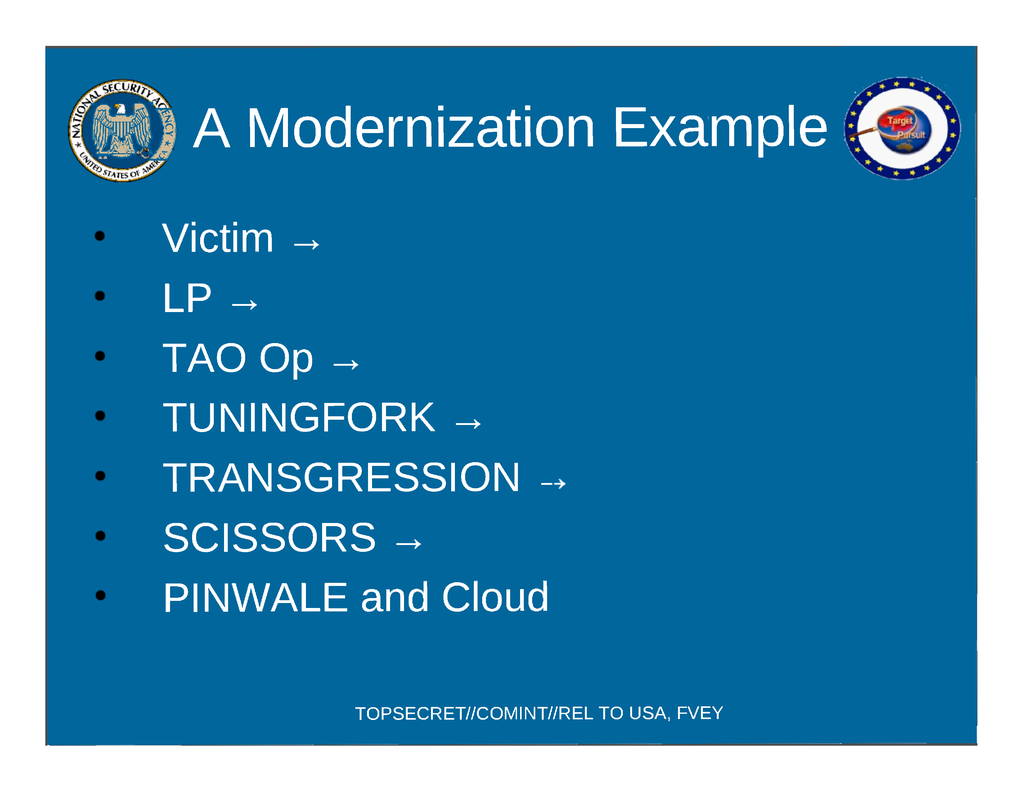 NATIONAL SECURITY AGENCY
UNITED STATES OF AMERICA
A Modernization Example
Target
Pursuit
• Victim →
• LP →
• TAO Op →
• TUNINGFORK →
• TRANSGRESSION →
• SCISSORS →
• PINWALE and Cloud
TOPSECRET//COMINT//REL TO USA, FVEY